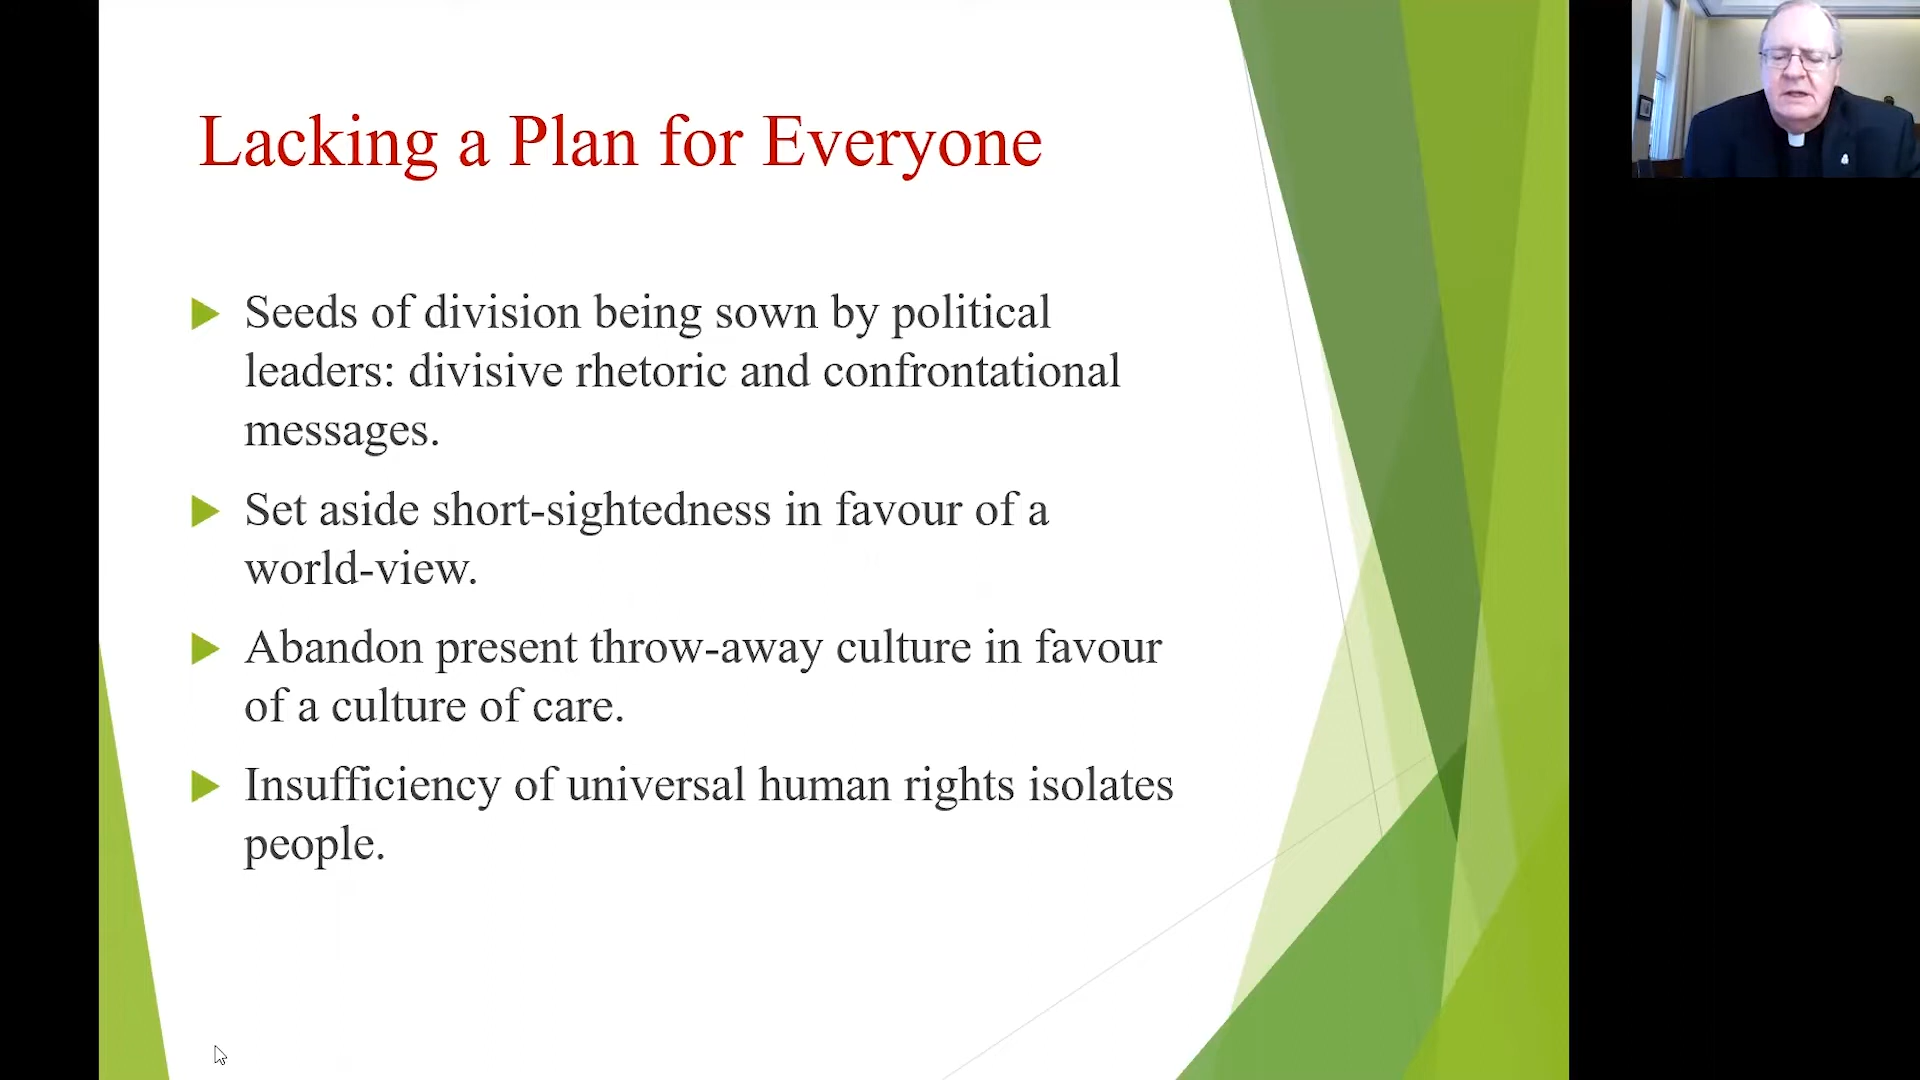 Lacking a Plan for Everyone
Seeds of division being sown by political
leaders: divisive rhetoric and confrontational
messages.
Set aside short-sightedness in favour of a
world-view.
Abandon present throw-away culture in favour
of a culture of care.
Insufficiency of universal human rights isolates
people.